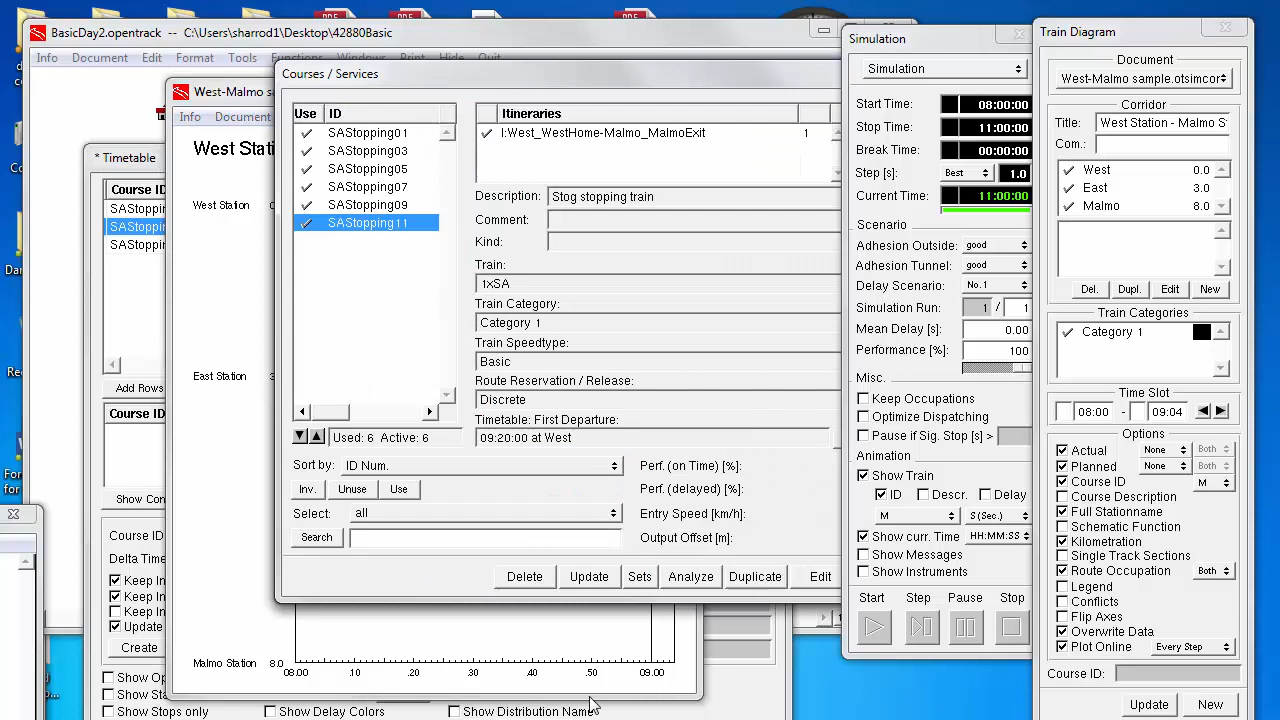 BasicDay2.opentrck -- C:\Users\sharrod1\Desktop\42880Basic
Info Document Edit Format Tools Functions Windows Print Hide Quit
West-Malmo sa
Info Document
West Stati
West Station
East Station
Malmo Station 8.0
08:00 10 20 30 40 50 09:00
* Timetable
Course ID
SAStoppin
SAStoppi
SAStoppin
Add Rows
Course ID
Show Con
Course ID
Delta Time
Keep In
Keep In
Keep In
Update
Create
Show Op
Show Sta
Show Stops only
Show Delay Colors
Show Distribution Name
Courses / Services
Use ID
SAStopping01
SAStopping03
SAStopping05
SAStopping07
SAStopping09
SAStopping11
Used: 6 Active: 6
Sort by: ID Num.
Inv. Unuse Use
Select: all
Search
Itineraries
I:West_WestHome-Malmo_MalmoExit 1
Description: Stog stopping train
Comment:
Kind:
Train:
1xSA
Train Category:
Category 1
Train Speedtype:
Basic
Route Reservation / Release:
Discrete
Timetable: First Departure:
09:20:00 at West
Perf. (on Time) [%]:
Perf. (delayed) [%]:
Entry Speed [km/h]:
Output Offset [m]:
Delete Update Sets Analyze Duplicate Edit
Simulation
Simulation
Start Time: 08:00:00
Stop Time: 11:00:00
Break Time: 00:00:00
Step [s]: Best 1.0
Current Time: 11:00:00
Scenario
Adhesion Outside: good
Adhesion Tunnel: good
Delay Scenario: No.1
Simulation Run: 1 / 1
Mean Delay [s]: 0.00
Performance [%]: 100
Misc.
Keep Occupations
Optimize Dispatching
Pause if Sig. Stop [s] >
Animation
Show Train
ID Descr. Delay
M S (Sec.)
Show curr. Time HH:MM:SS
Show Messages
Show Instruments
Start Step Pause Stop
Train Diagram
Document
West-Malmo sample.otsimcor
Corridor
Title: West Station - Malmo S
Com.:
West 0.0
East 3.0
Malmo 8.0
Del. Dupl. Edit New
Train Categories
Category 1
Time Slot
08:00 - 09:04
Options
Actual None Both
Planned None Both
Course ID M
Course Description
Full Stationname
Schematic Function
Kilometration
Single Track Sections
Route Occupation Both
Legend
Conflicts
Flip Axes
Overwrite Data
Plot Online Every Step
Course ID:
Update New